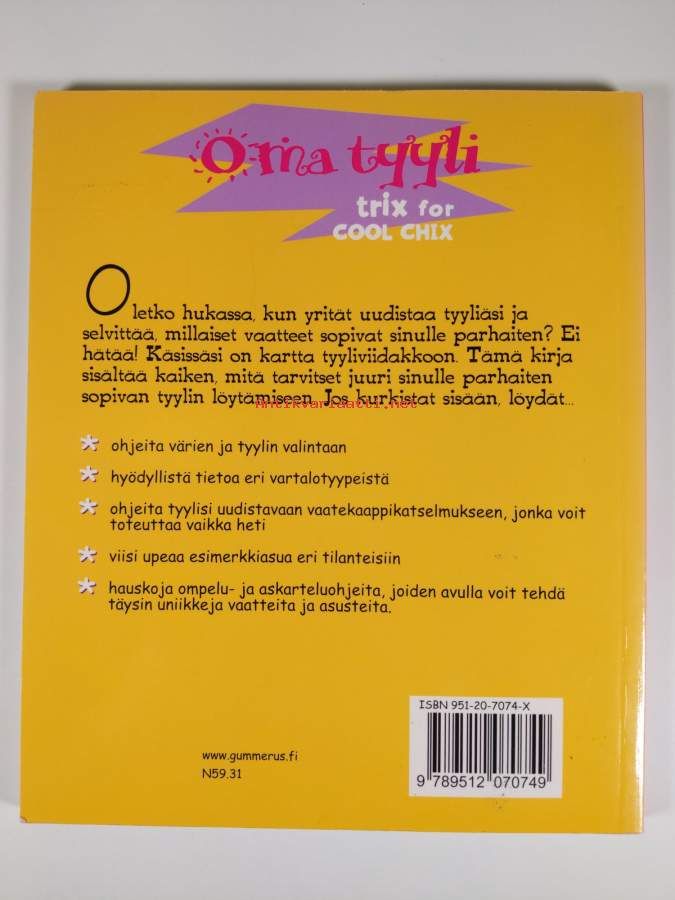 Oma tyyli
trix for
COOL CHIX
Oletko hukassa, kun yrität uudistaa tyyliäsi ja
selvittää, millaiset vaatteet sopivat sinulle parhaiten? Ei
hätää! Käsissäsi on kartta tyyliviidakkoon. Tämä kirja
sisältää kaiken, mitä tarvitset juuri sinulle parhaiten
sopivan tyylin löytämiseen. Jos kurkistat sisään, löydät...
Antikvariaatti.net
* ohjeita värien ja tyylin valintaan
* hyödyllistä tietoa eri vartalotyypeistä
* ohjeita tyylisi uudistavaan vaatekaappikatselmukseen, jonka voit
toteuttaa vaikka heti
* viisi upeaa esimerkkiasua eri tilanteisiin
* hauskoja ompelu- ja askarteluohjeita, joiden avulla voit tehdä
täysin uniikkeja vaatteita ja asusteita.
ISBN 951-20-7074-X
www.gummerus.fi
N59.31
9 789512 070749